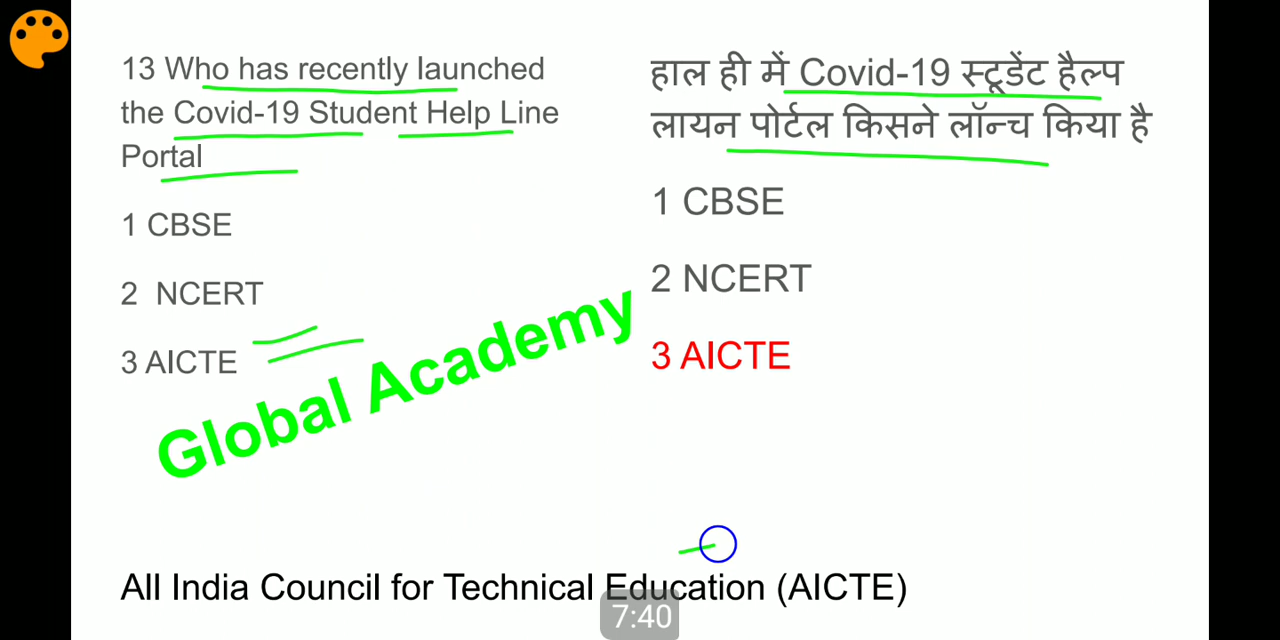 13 Who has recently launched
the Covid-19 Student Help Line
Portal
1 CBSE
2 NCERT
3 AICTE
हाल ही में Covid-19 स्टूडेंट हैल्प
लायन पोर्टल किसने लॉन्च किया है
1 CBSE
2 NCERT
3 AICTE
Global Academy
All India Council for Technical Education (AICTE)
7:40